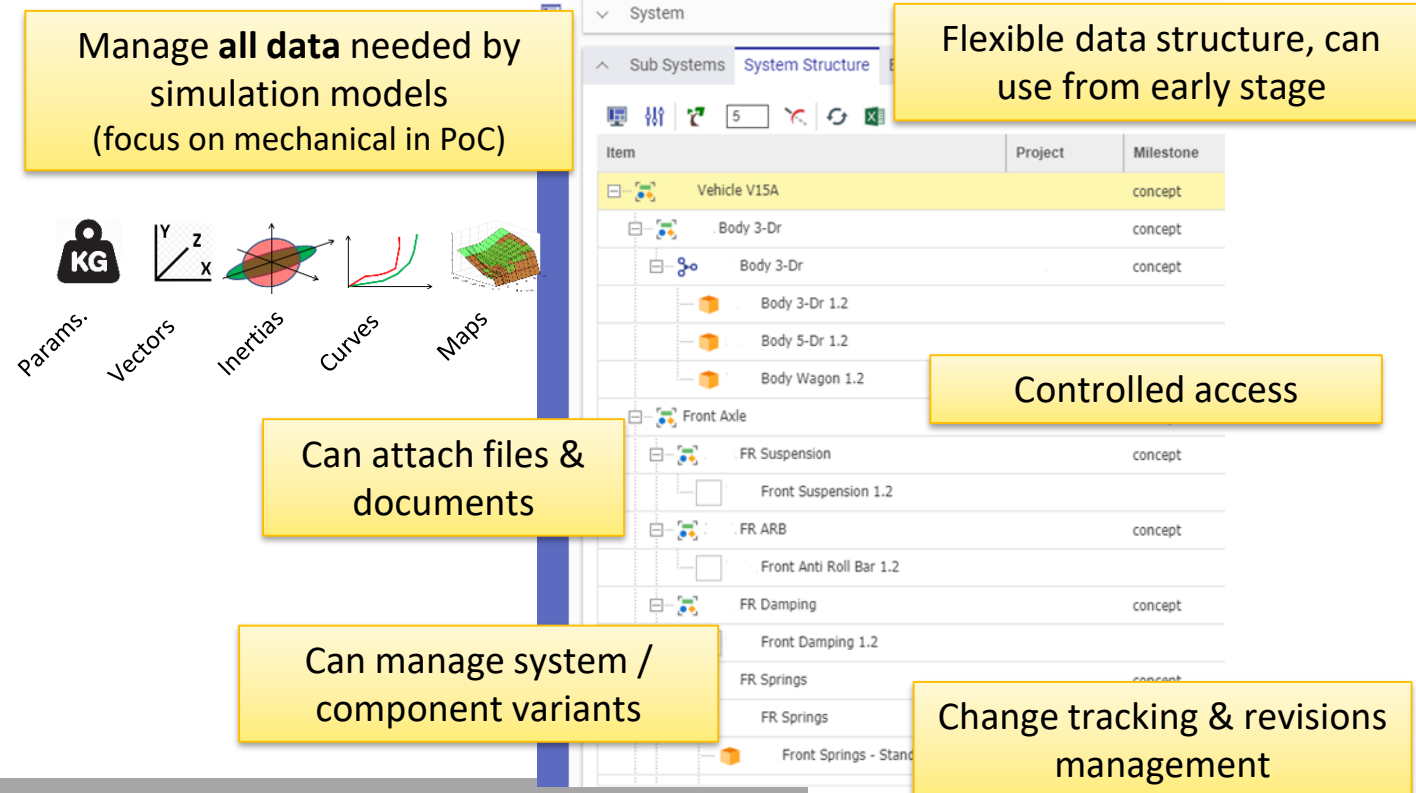 Manage all data needed by
simulation models
(focus on mechanical in PoC)
KG
Y
Z
X
Params.
Vectors
Inertias
Curves
Maps
Can attach files &
documents
Can manage system /
component variants
System
Flexible data structure, can
use from early stage
Sub Systems System Structure
5
Item Project Milestone
Vehicle V15A concept
Body 3-Dr concept
Body 3-Dr concept
Body 3-Dr 1.2
Body 5-Dr 1.2
Body Wagon 1.2
Controlled access
Front Axle
FR Suspension concept
Front Suspension 1.2
FR ARB concept
Front Anti Roll Bar 1.2
FR Damping concept
Front Damping 1.2
FR Springs concept
FR Springs
Front Springs - Stand
Change tracking & revisions
management